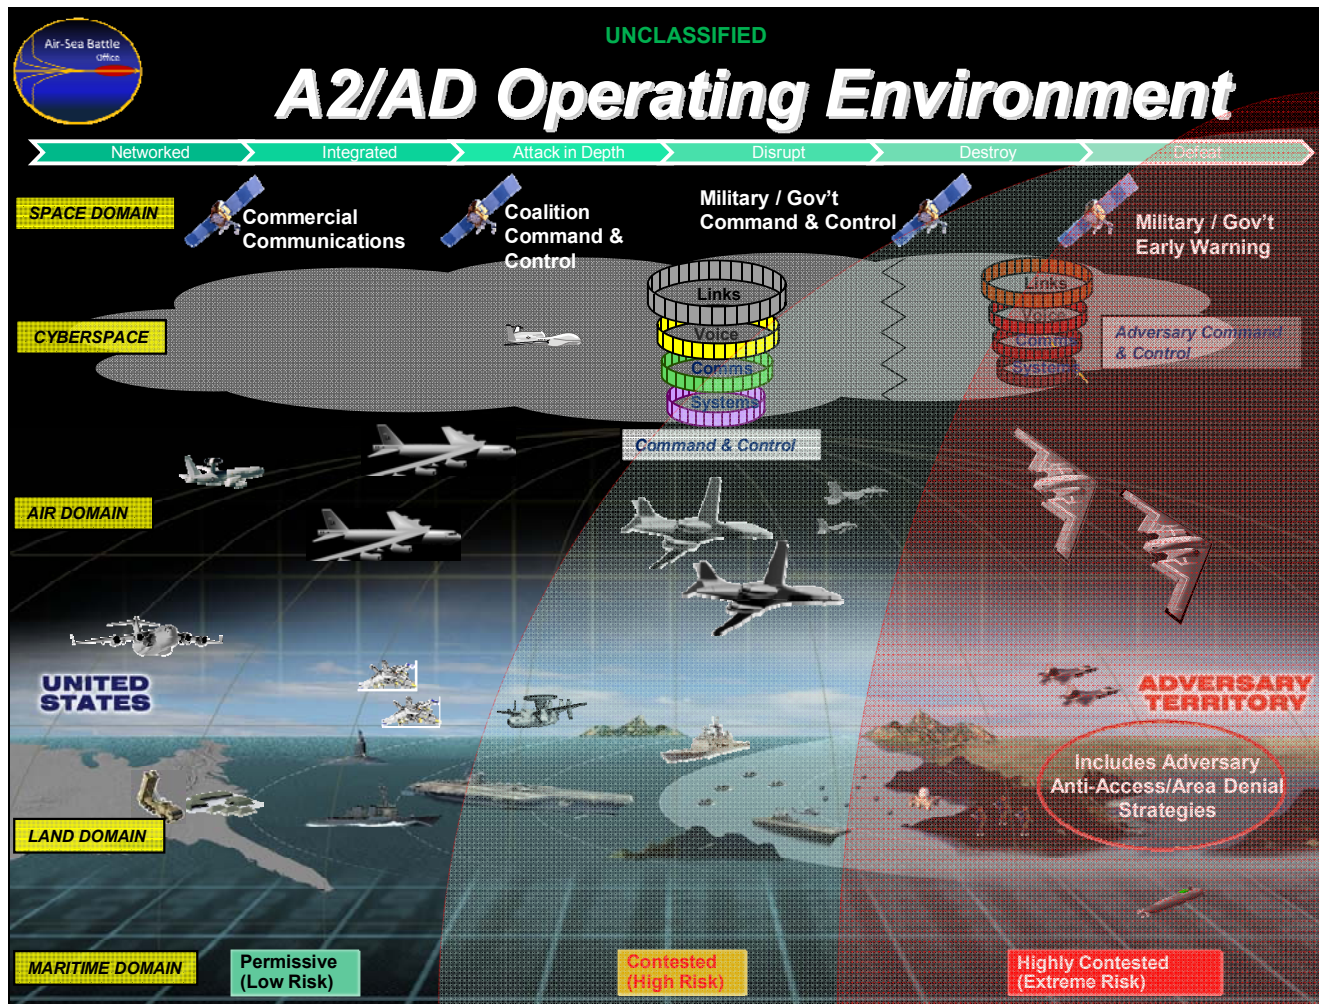 UNCLASSIFIED
Air-Sea Battle
Office
A2/AD Operating Environment
Networked
Integrated
Attack in Depth
Disrupt
Destroy
Defeat
SPACE DOMAIN
Commercial
Communications
Coalition
Command &
Control
Military / Gov't
Command & Control
Military / Gov't
Early Warning
CYBERSPACE
Links
Voice
Comms
Systems
Command & Control
Links
Voice
Comms
Systems
Adversary Command
& Control
AIR DOMAIN
UNITED
STATES
ADVERSARY
TERRITORY
Includes Adversary
Anti-Access/Area Denial
Strategies
LAND DOMAIN
MARITIME DOMAIN
Permissive
(Low Risk)
Contested
(High Risk)
Highly Contested
(Extreme Risk)